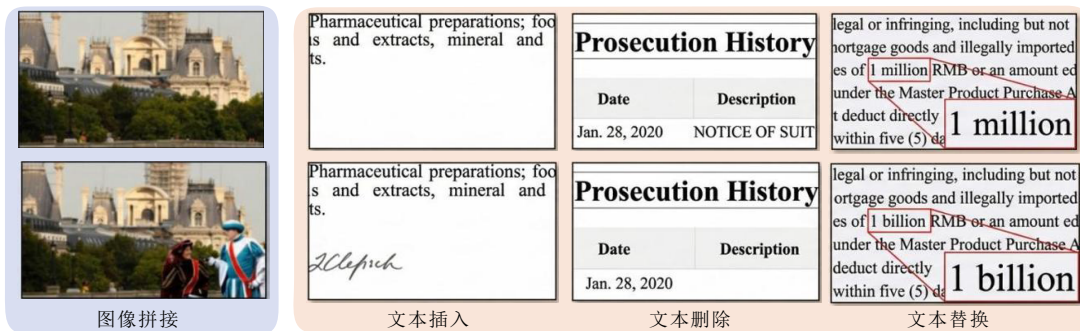 Pharmaceutical preparations; foo
s and extracts, mineral and
ts.
Prosecution History
Date Description
Jan. 28, 2020 NOTICE OF SUIT
legal or infringing, including but not
nortgage goods and illegally imported
es of 1 million RMB or an amount ed
under the Master Product Purchase A
t deduct directly
within five (5) da
1 million
Pharmaceutical preparations; foo
s and extracts, mineral and
ts.
Prosecution History
Date Description
Jan. 28, 2020
legal or infringing, including but not
ortgage goods and illegally imported
es of 1 billion RMB or an amount ed
under the Master Product Purchase A
deduct directly
within five (5) da
1 billion
图像拼接
文本插入
文本删除
文本替换